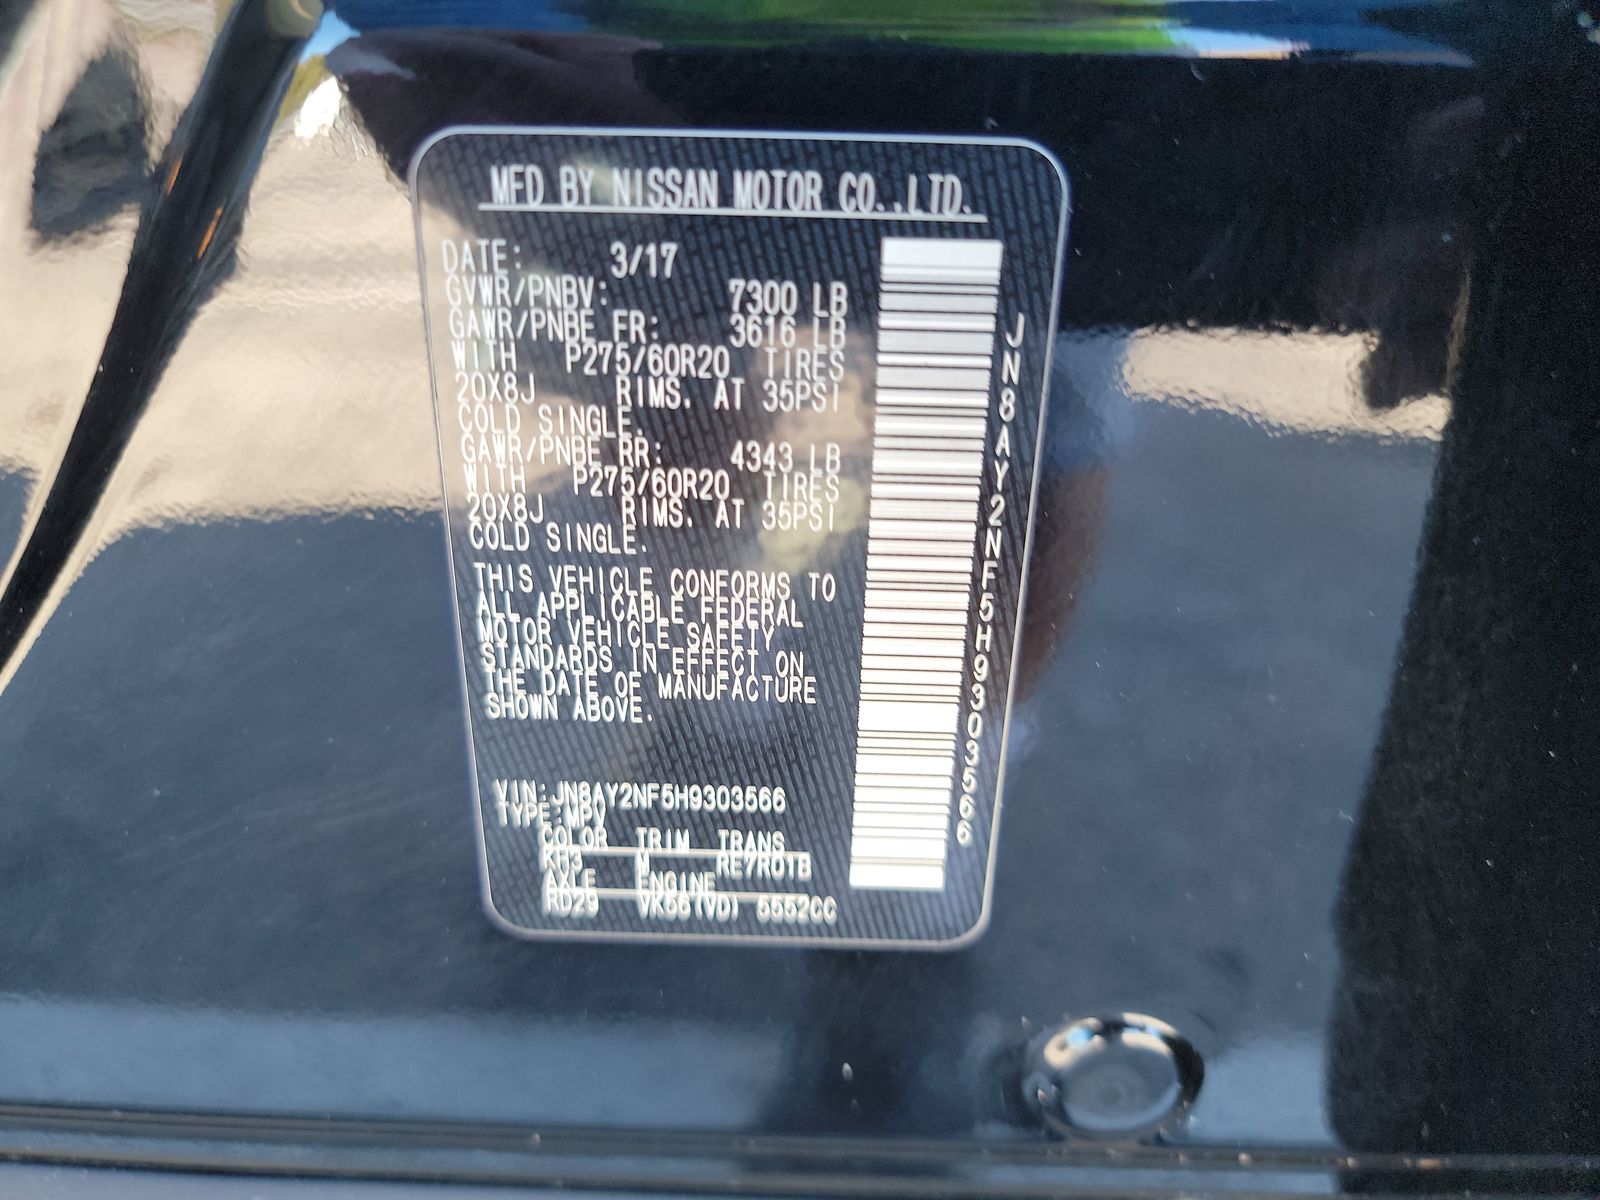 MFD BY NISSAN MOTOR CO.,LTD.
DATE: 3/17
GVWR/PNBV: 7300 LB
GAWR/PNBE FR: 3616 LB
WITH P275/60R20 TIRES
20X8J RIMS. AT 35PSI
COLD SINGLE.
GAWR/PNBE RR: 4343 LB
WITH P275/60R20 TIRES
20X8J RIMS. AT 35PSI
COLD SINGLE.
THIS VEHICLE CONFORMS TO
ALL APPLICABLE FEDERAL
MOTOR VEHICLE SAFETY
STANDARDS IN EFFECT ON
THE DATE OF MANUFACTURE
SHOWN ABOVE.
VIN:JN8AY2NF5H9303566
TYPE:MPV
COLOR TRIM TRANS
KH3 M RE7R01B
AXLE ENGINE
RD29 VK56(VD) 5552CC
JN8AY2NF5H9303566